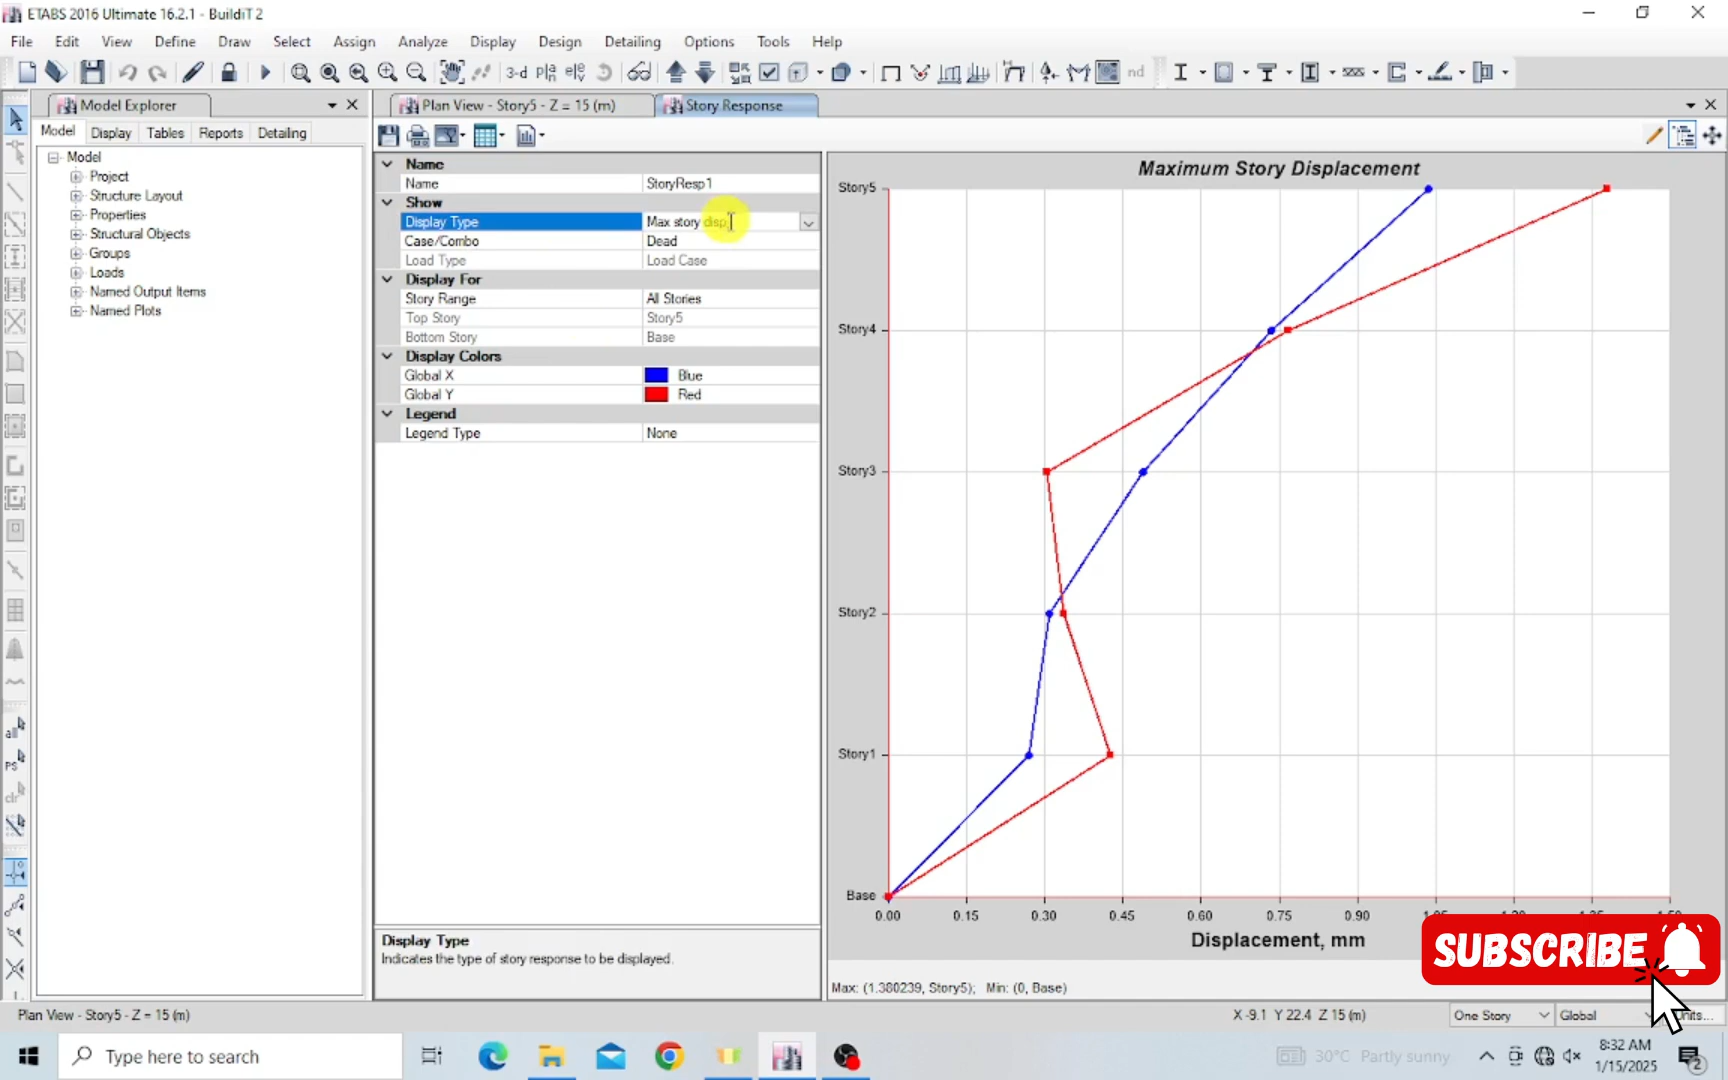 ETABS 2016 Ultimate 16.2.1 - BuildiT 2
File Edit View Define Draw Select Assign Analyze Display Design Detailing Options Tools Help
3-d
nd
Model Explorer
Model Display Tables Reports Detailing
Model
Project
Structure Layout
Properties
Structural Objects
Groups
Loads
Named Output Items
Named Plots
all
PS
clr
Plan View - Story5 - Z = 15 (m)
Story Response
Name
Name StoryResp1
Show
Display Type Max story disp
Case/Combo Dead
Load Type Load Case
Display For
Story Range All Stories
Top Story Story5
Bottom Story Base
Display Colors
Global X Blue
Global Y Red
Legend
Legend Type None
Display Type
Indicates the type of story response to be displayed.
Maximum Story Displacement
Story5
Story4
Story3
Story2
Story1
Base
0.00 0.15 0.30 0.45 0.60 0.75 0.90
Displacement, mm
Max: (1.380239, Story5); Min: (0, Base)
SUBSCRIBE
Plan View - Story5 - Z = 15 (m)
X -9.1 Y 22.4 Z 15 (m)
One Story
Global
Type here to search
30°C Partly sunny
8:32 AM
1/15/2025
2